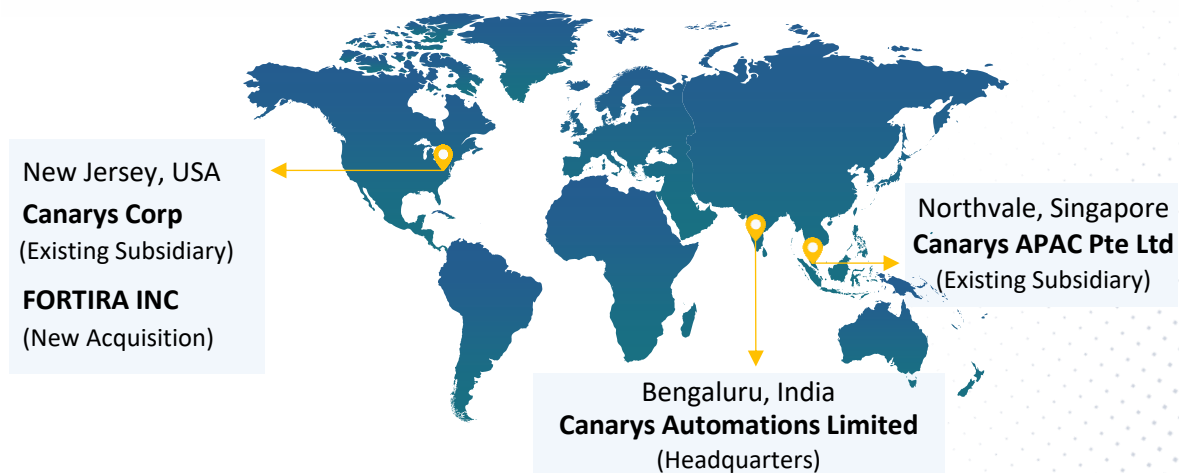 New Jersey, USA
Canarys Corp
(Existing Subsidiary)
FORTIRA INC
(New Acquisition)
Northvale, Singapore
Canarys APAC Pte Ltd
(Existing Subsidiary)
Bengaluru, India
Canarys Automations Limited
(Headquarters)